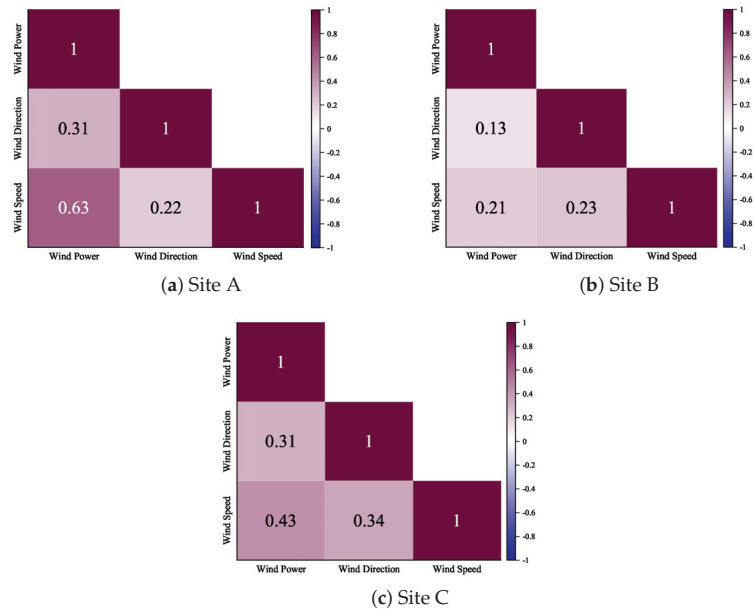 1
Wind Power
Wind Direction
Wind Speed
1
0.31
1
0.63
0.22
1
Wind Power
Wind Direction
Wind Speed
1
0.8
0.6
0.4
0.2
0
-0.2
-0.4
-0.6
-0.8
-1
(a) Site A
Wind Power
Wind Direction
Wind Speed
1
0.13
1
0.21
0.23
1
Wind Power
Wind Direction
Wind Speed
1
0.8
0.6
0.4
0.2
0
-0.2
-0.4
-0.6
-0.8
-1
(b) Site B
Wind Power
Wind Direction
Wind Speed
1
0.31
1
0.43
0.34
1
Wind Power
Wind Direction
Wind Speed
1
0.8
0.6
0.4
0.2
0
-0.2
-0.4
-0.6
-0.8
-1
(c) Site C